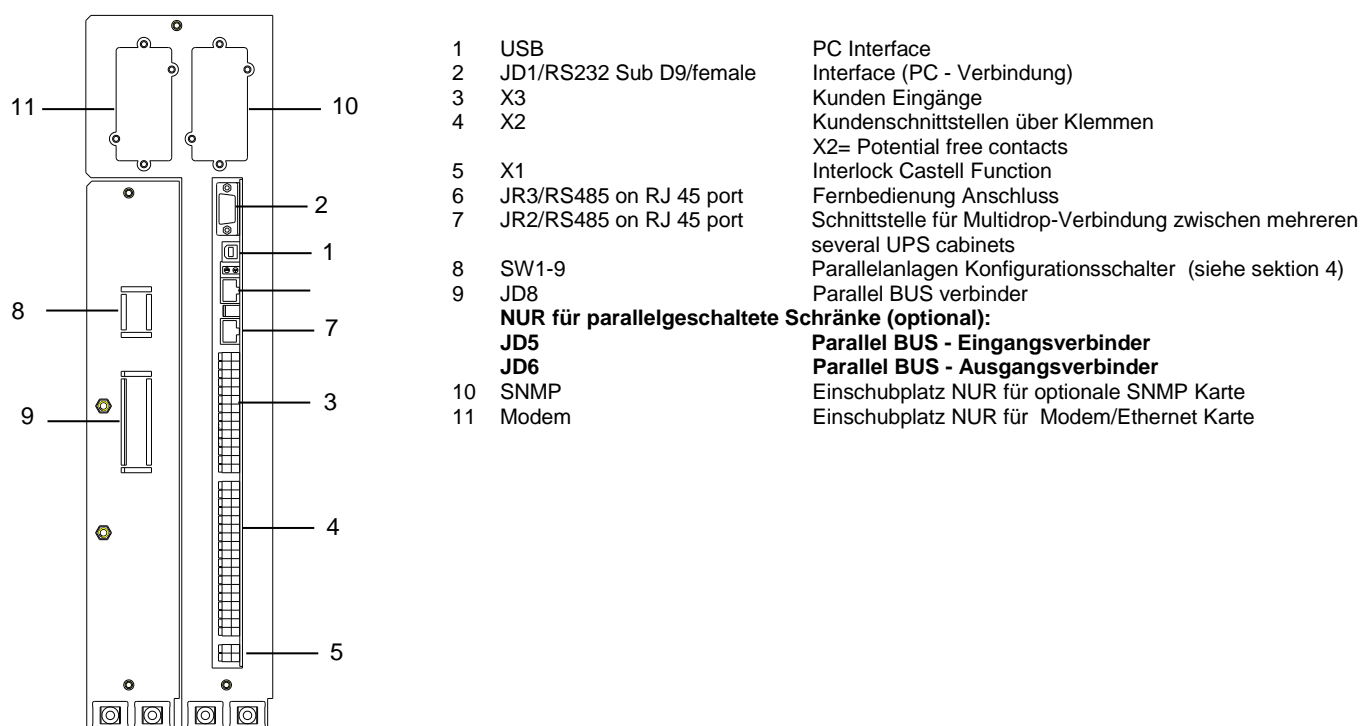 1 USB PC Interface
2 JD1/RS232 Sub D9/female Interface (PC - Verbindung)
3 X3 Kunden Eingänge
4 X2 Kundenschnittstellen über Klemmen
X2= Potential free contacts
5 X1 Interlock Castell Function
6 JR3/RS485 on RJ 45 port Fernbedienung Anschluss
7 JR2/RS485 on RJ 45 port Schnittstelle für Multidrop-Verbindung zwischen mehreren
several UPS cabinets
8 SW1-9 Parallelanlagen Konfigurationsschalter (siehe sektion 4)
9 JD8 Parallel BUS verbinder
NUR für parallelgeschaltete Schränke (optional):
JD5 Parallel BUS - Eingangsverbinder
JD6 Parallel BUS - Ausgangsverbinder
10 SNMP Einschubplatz NUR für optionale SNMP Karte
11 Modem Einschubplatz NUR für Modem/Ethernet Karte
11
10
2
1
8
7
3
9
4
5